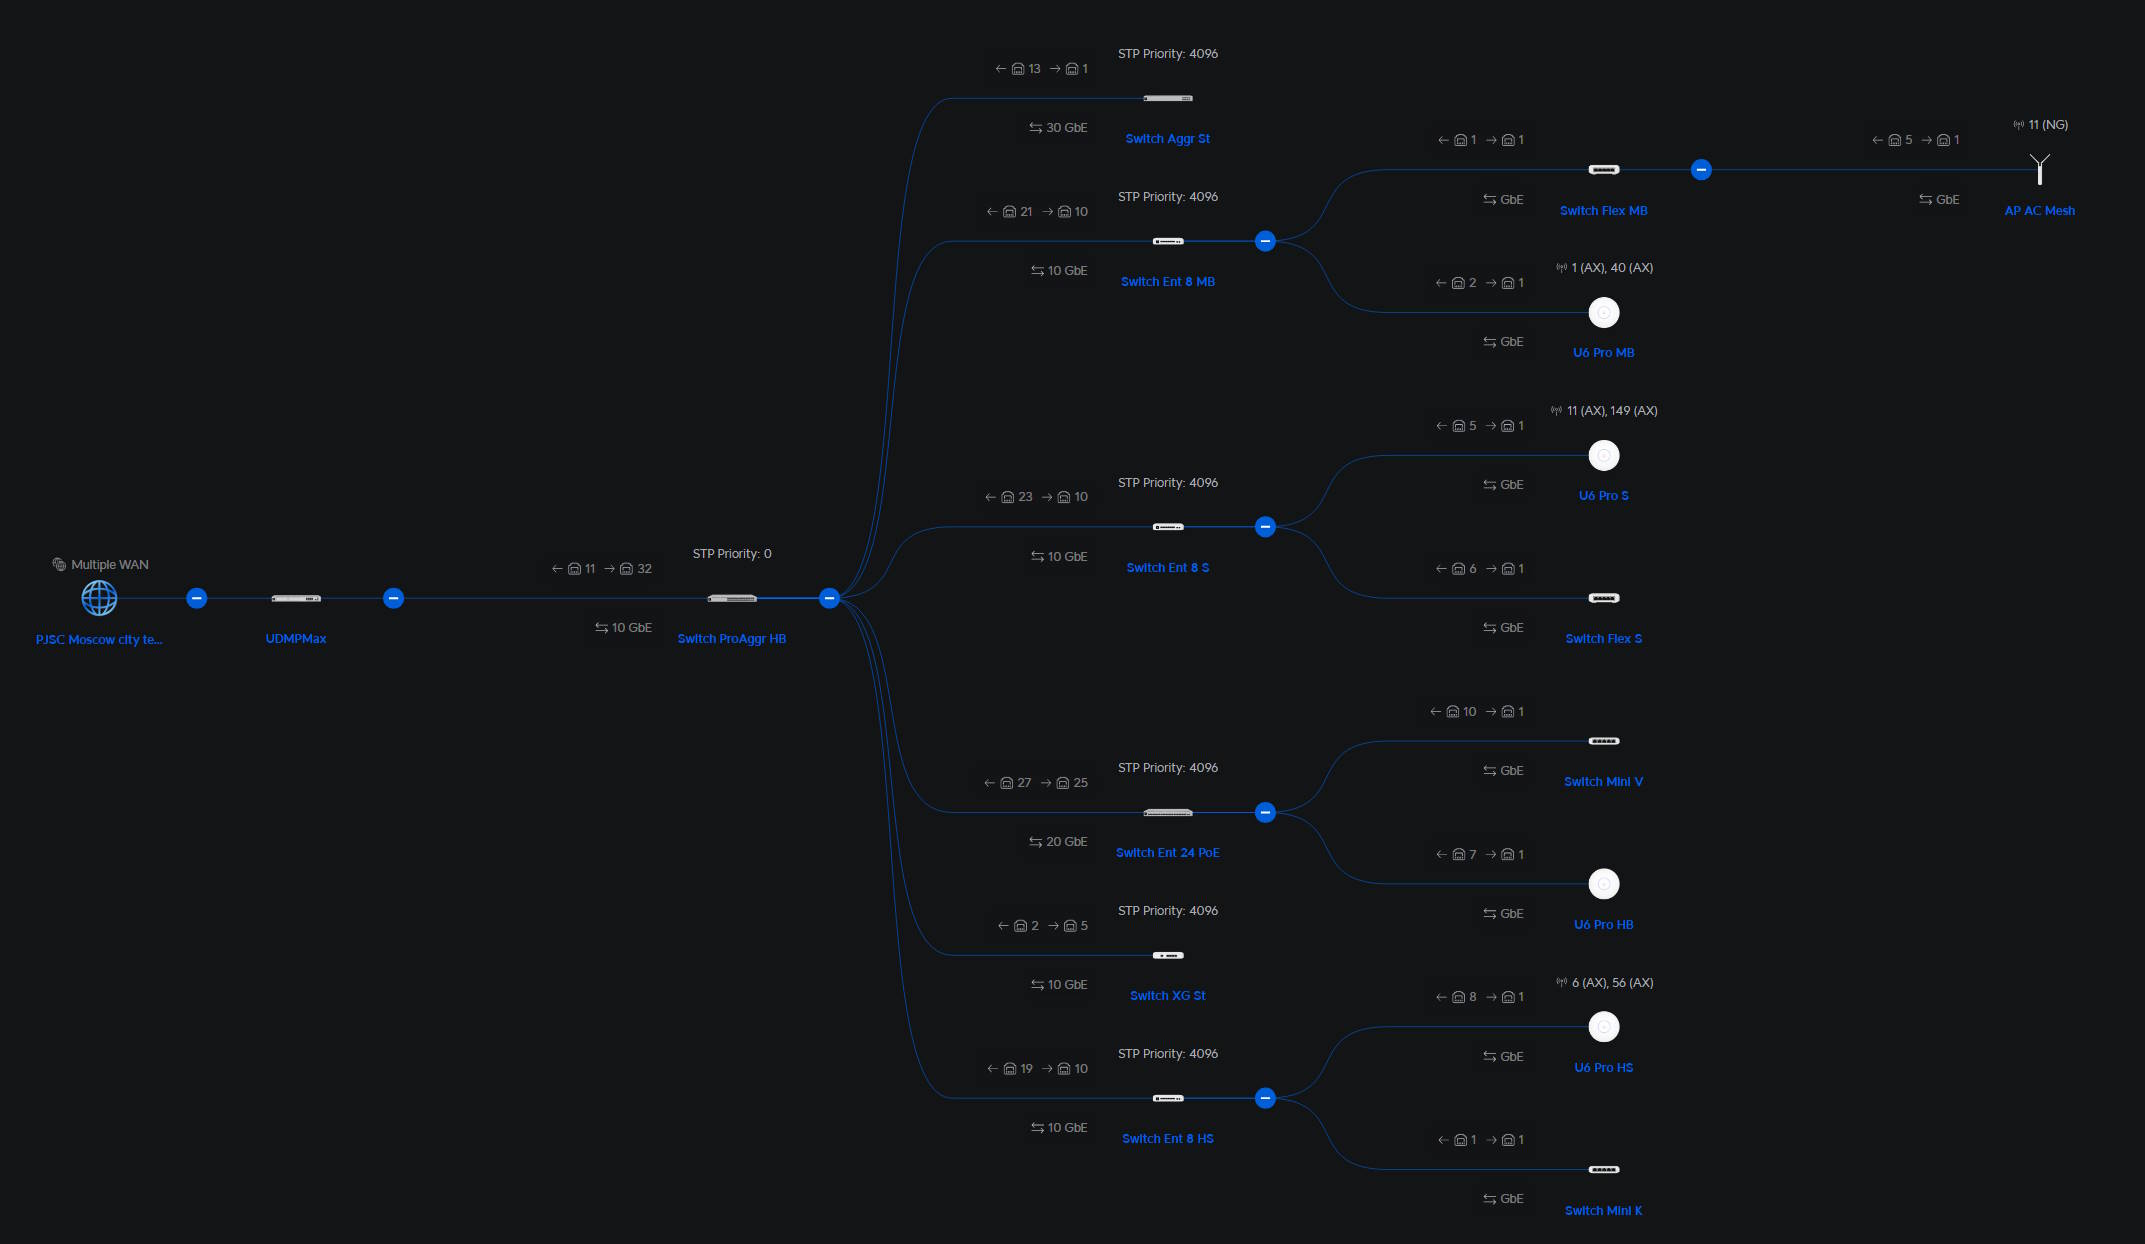 Multiple WAN
PJSC Moscow city te...
UDMPMax
← 11 → 32
10 GbE
STP Priority: 0
Switch ProAggr HB
← 13 → 1
30 GbE
STP Priority: 4096
Switch Aggr St
← 21 → 10
10 GbE
STP Priority: 4096
Switch Ent 8 MB
← 1 → 1
GbE
Switch Flex MB
← 5 → 1
GbE
11 (NG)
AP AC Mesh
← 2 → 1
GbE
1 (AX), 40 (AX)
U6 Pro MB
← 23 → 10
10 GbE
STP Priority: 4096
Switch Ent 8 S
← 5 → 1
GbE
11 (AX), 149 (AX)
U6 Pro S
← 6 → 1
GbE
Switch Flex S
← 27 → 25
20 GbE
STP Priority: 4096
Switch Ent 24 PoE
← 10 → 1
GbE
Switch Mini V
← 7 → 1
GbE
U6 Pro HB
← 2 → 5
10 GbE
STP Priority: 4096
Switch XG St
← 19 → 10
10 GbE
STP Priority: 4096
Switch Ent 8 HS
← 8 → 1
GbE
6 (AX), 56 (AX)
U6 Pro HS
← 1 → 1
GbE
Switch Mini K